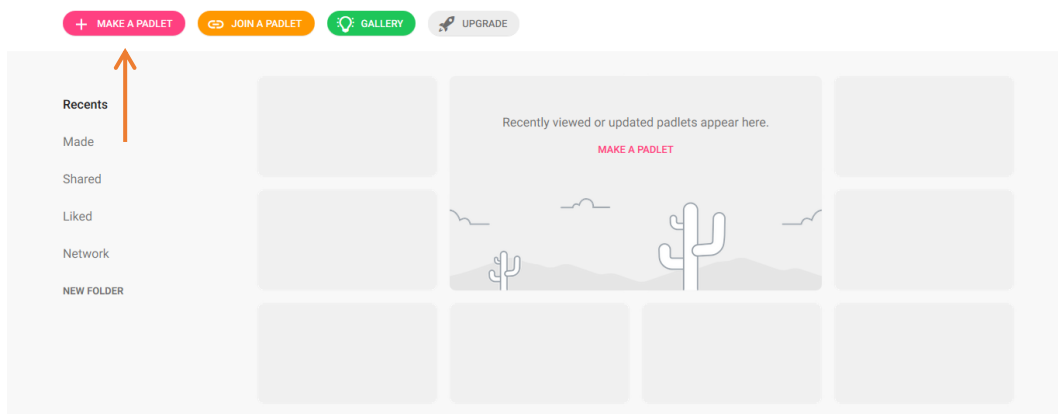 MAKE A PADLET
JOIN A PADLET
GALLERY
UPGRADE
Recents
Made
Shared
Liked
Network
NEW FOLDER
Recently viewed or updated padlets appear here.
MAKE A PADLET